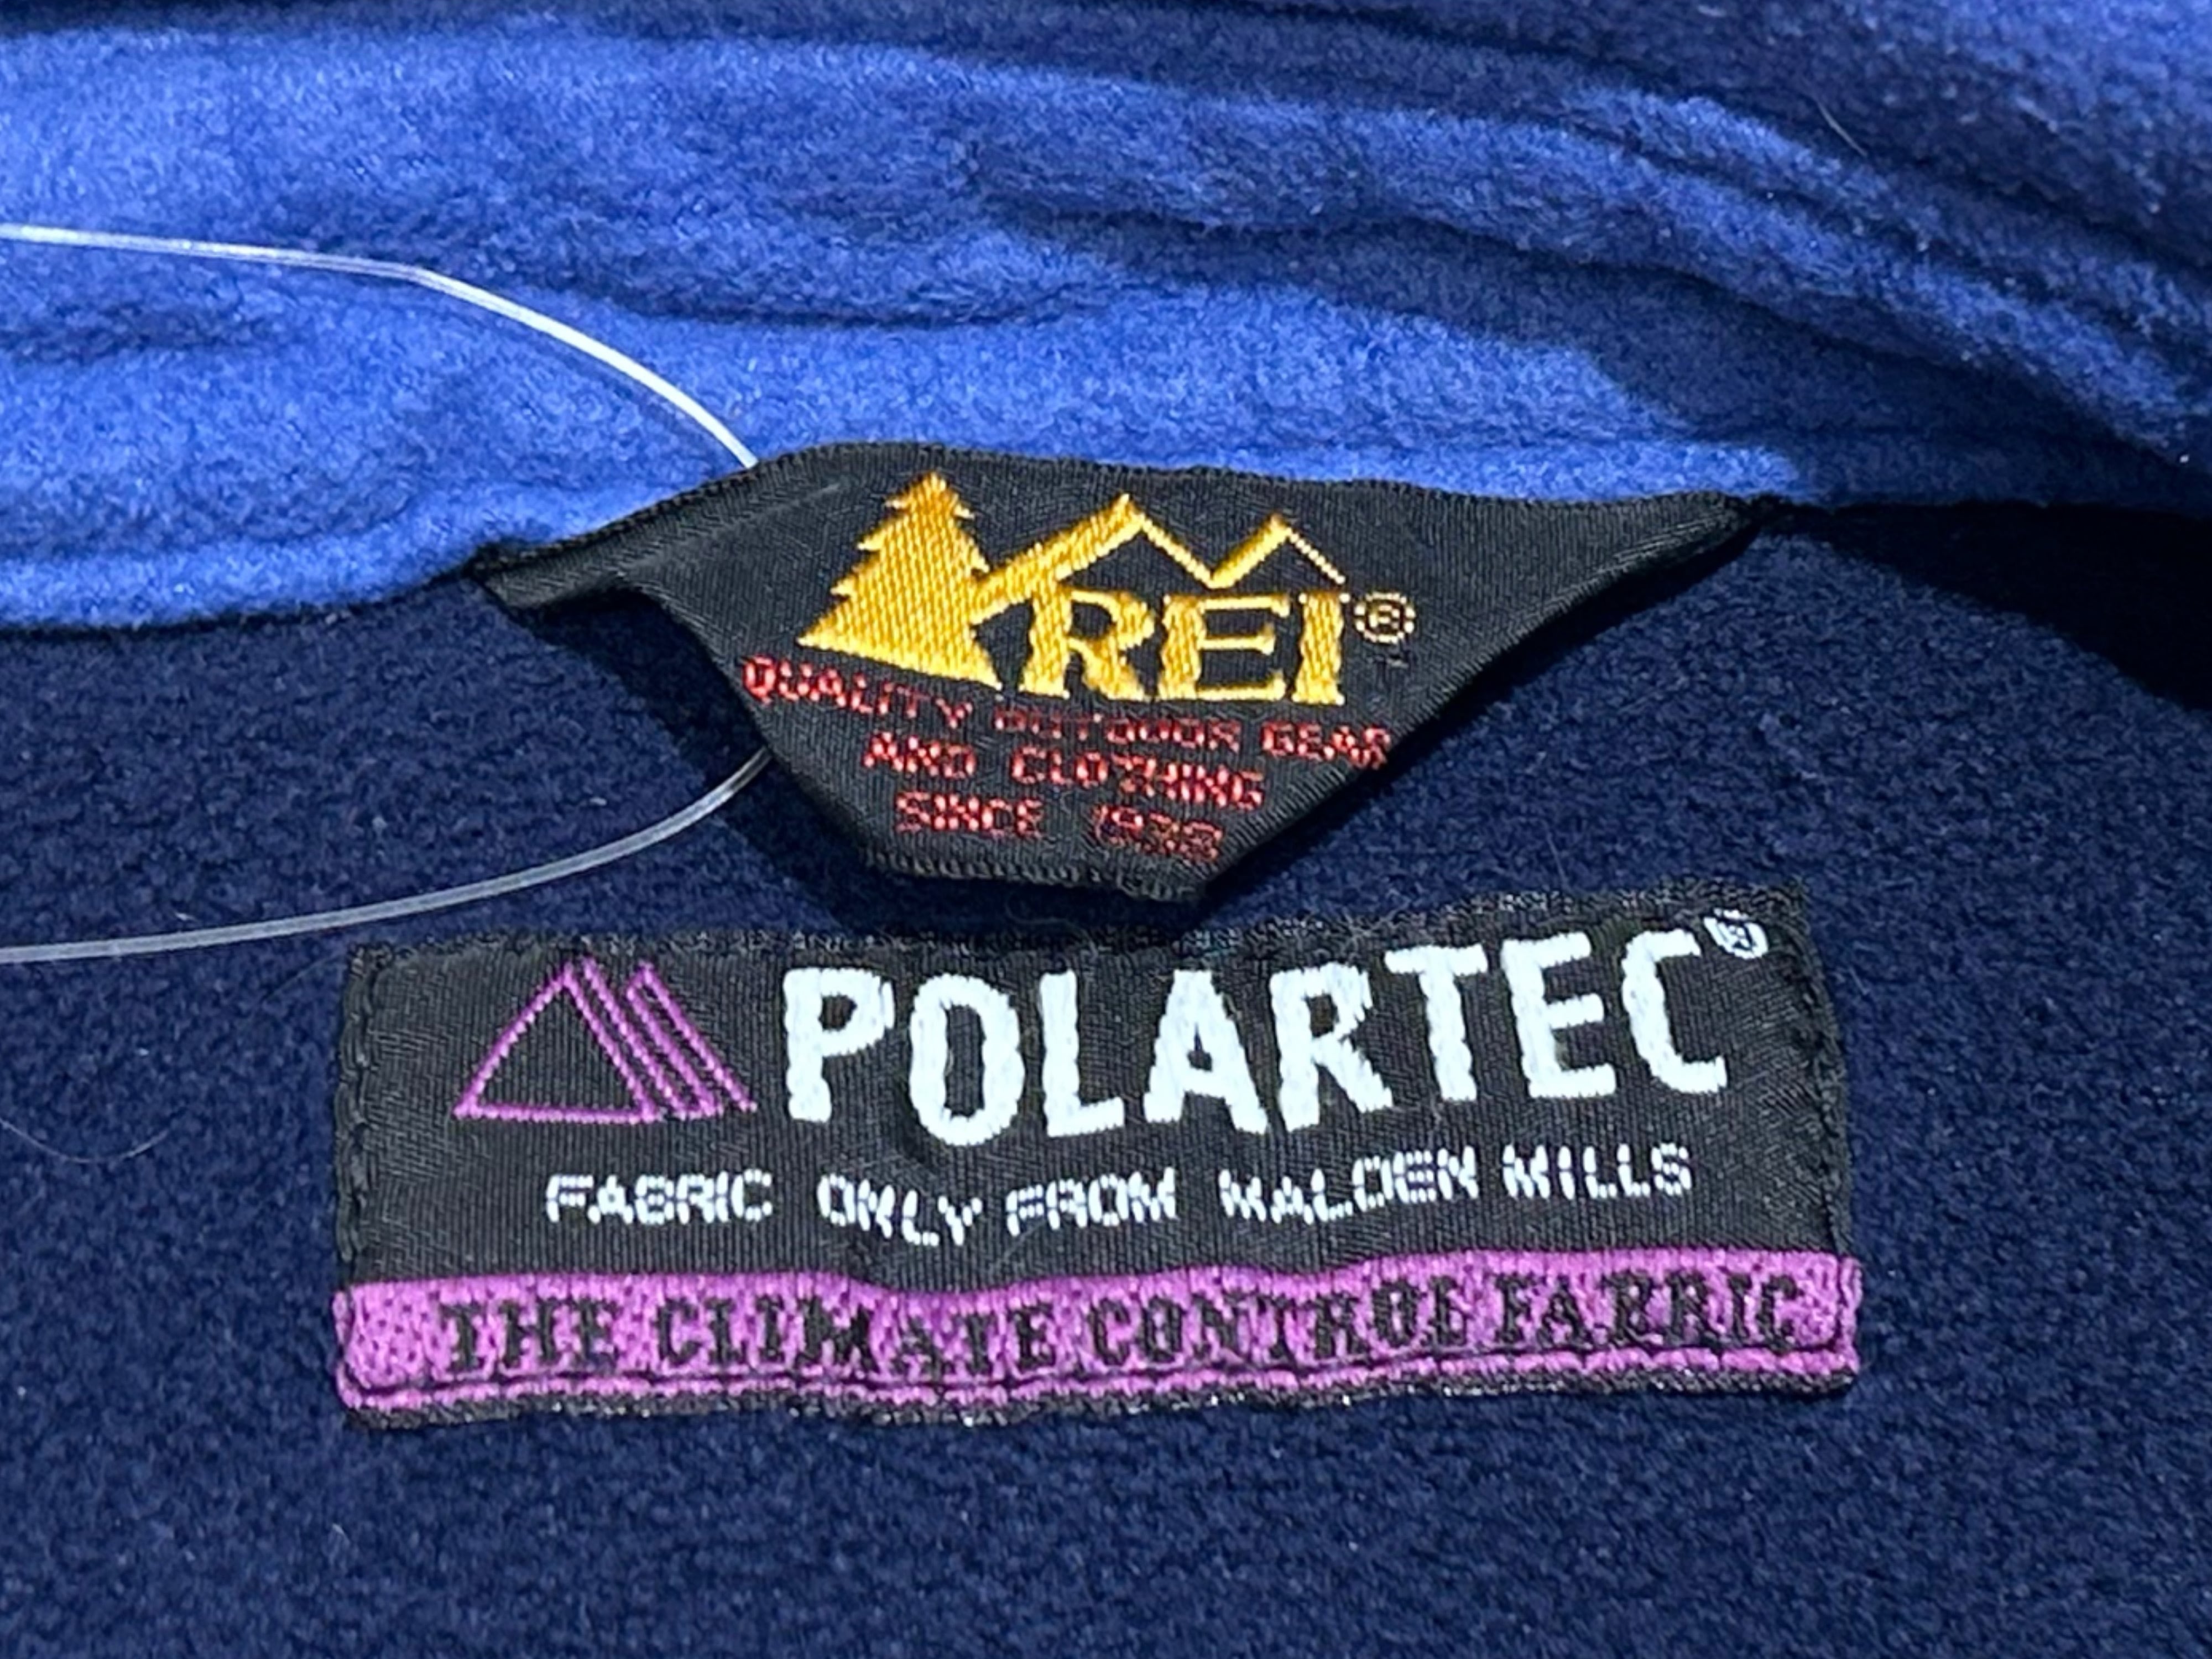 REI®
QUALITY OUTDOOR GEAR
AND CLOTHING
SINCE 1938
POLARTEC®
FABRIC ONLY FROM MALDEN MILLS
THE CLIMATE CONTROL FABRIC